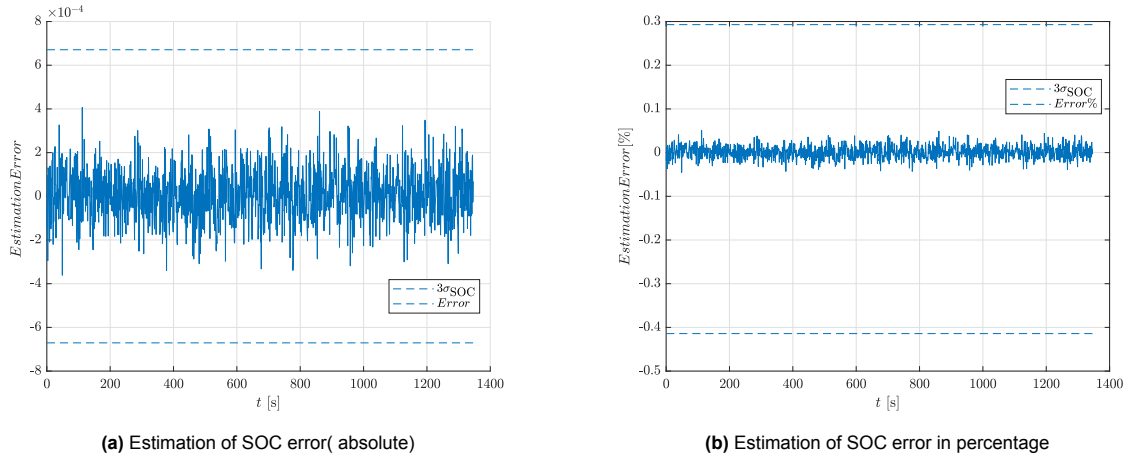 ×10⁻⁴
8
6
4
2
0
-2
-4
-6
-8
EstimationError
3σSOC
Error
0 200 400 600 800 1000 1200 1400
t [s]
(a) Estimation of SOC error( absolute)
0.3
0.2
0.1
0
-0.1
-0.2
-0.3
-0.4
-0.5
EstimationError[%]
3σSOC
Error%
0 200 400 600 800 1000 1200 1400
t [s]
(b) Estimation of SOC error in percentage